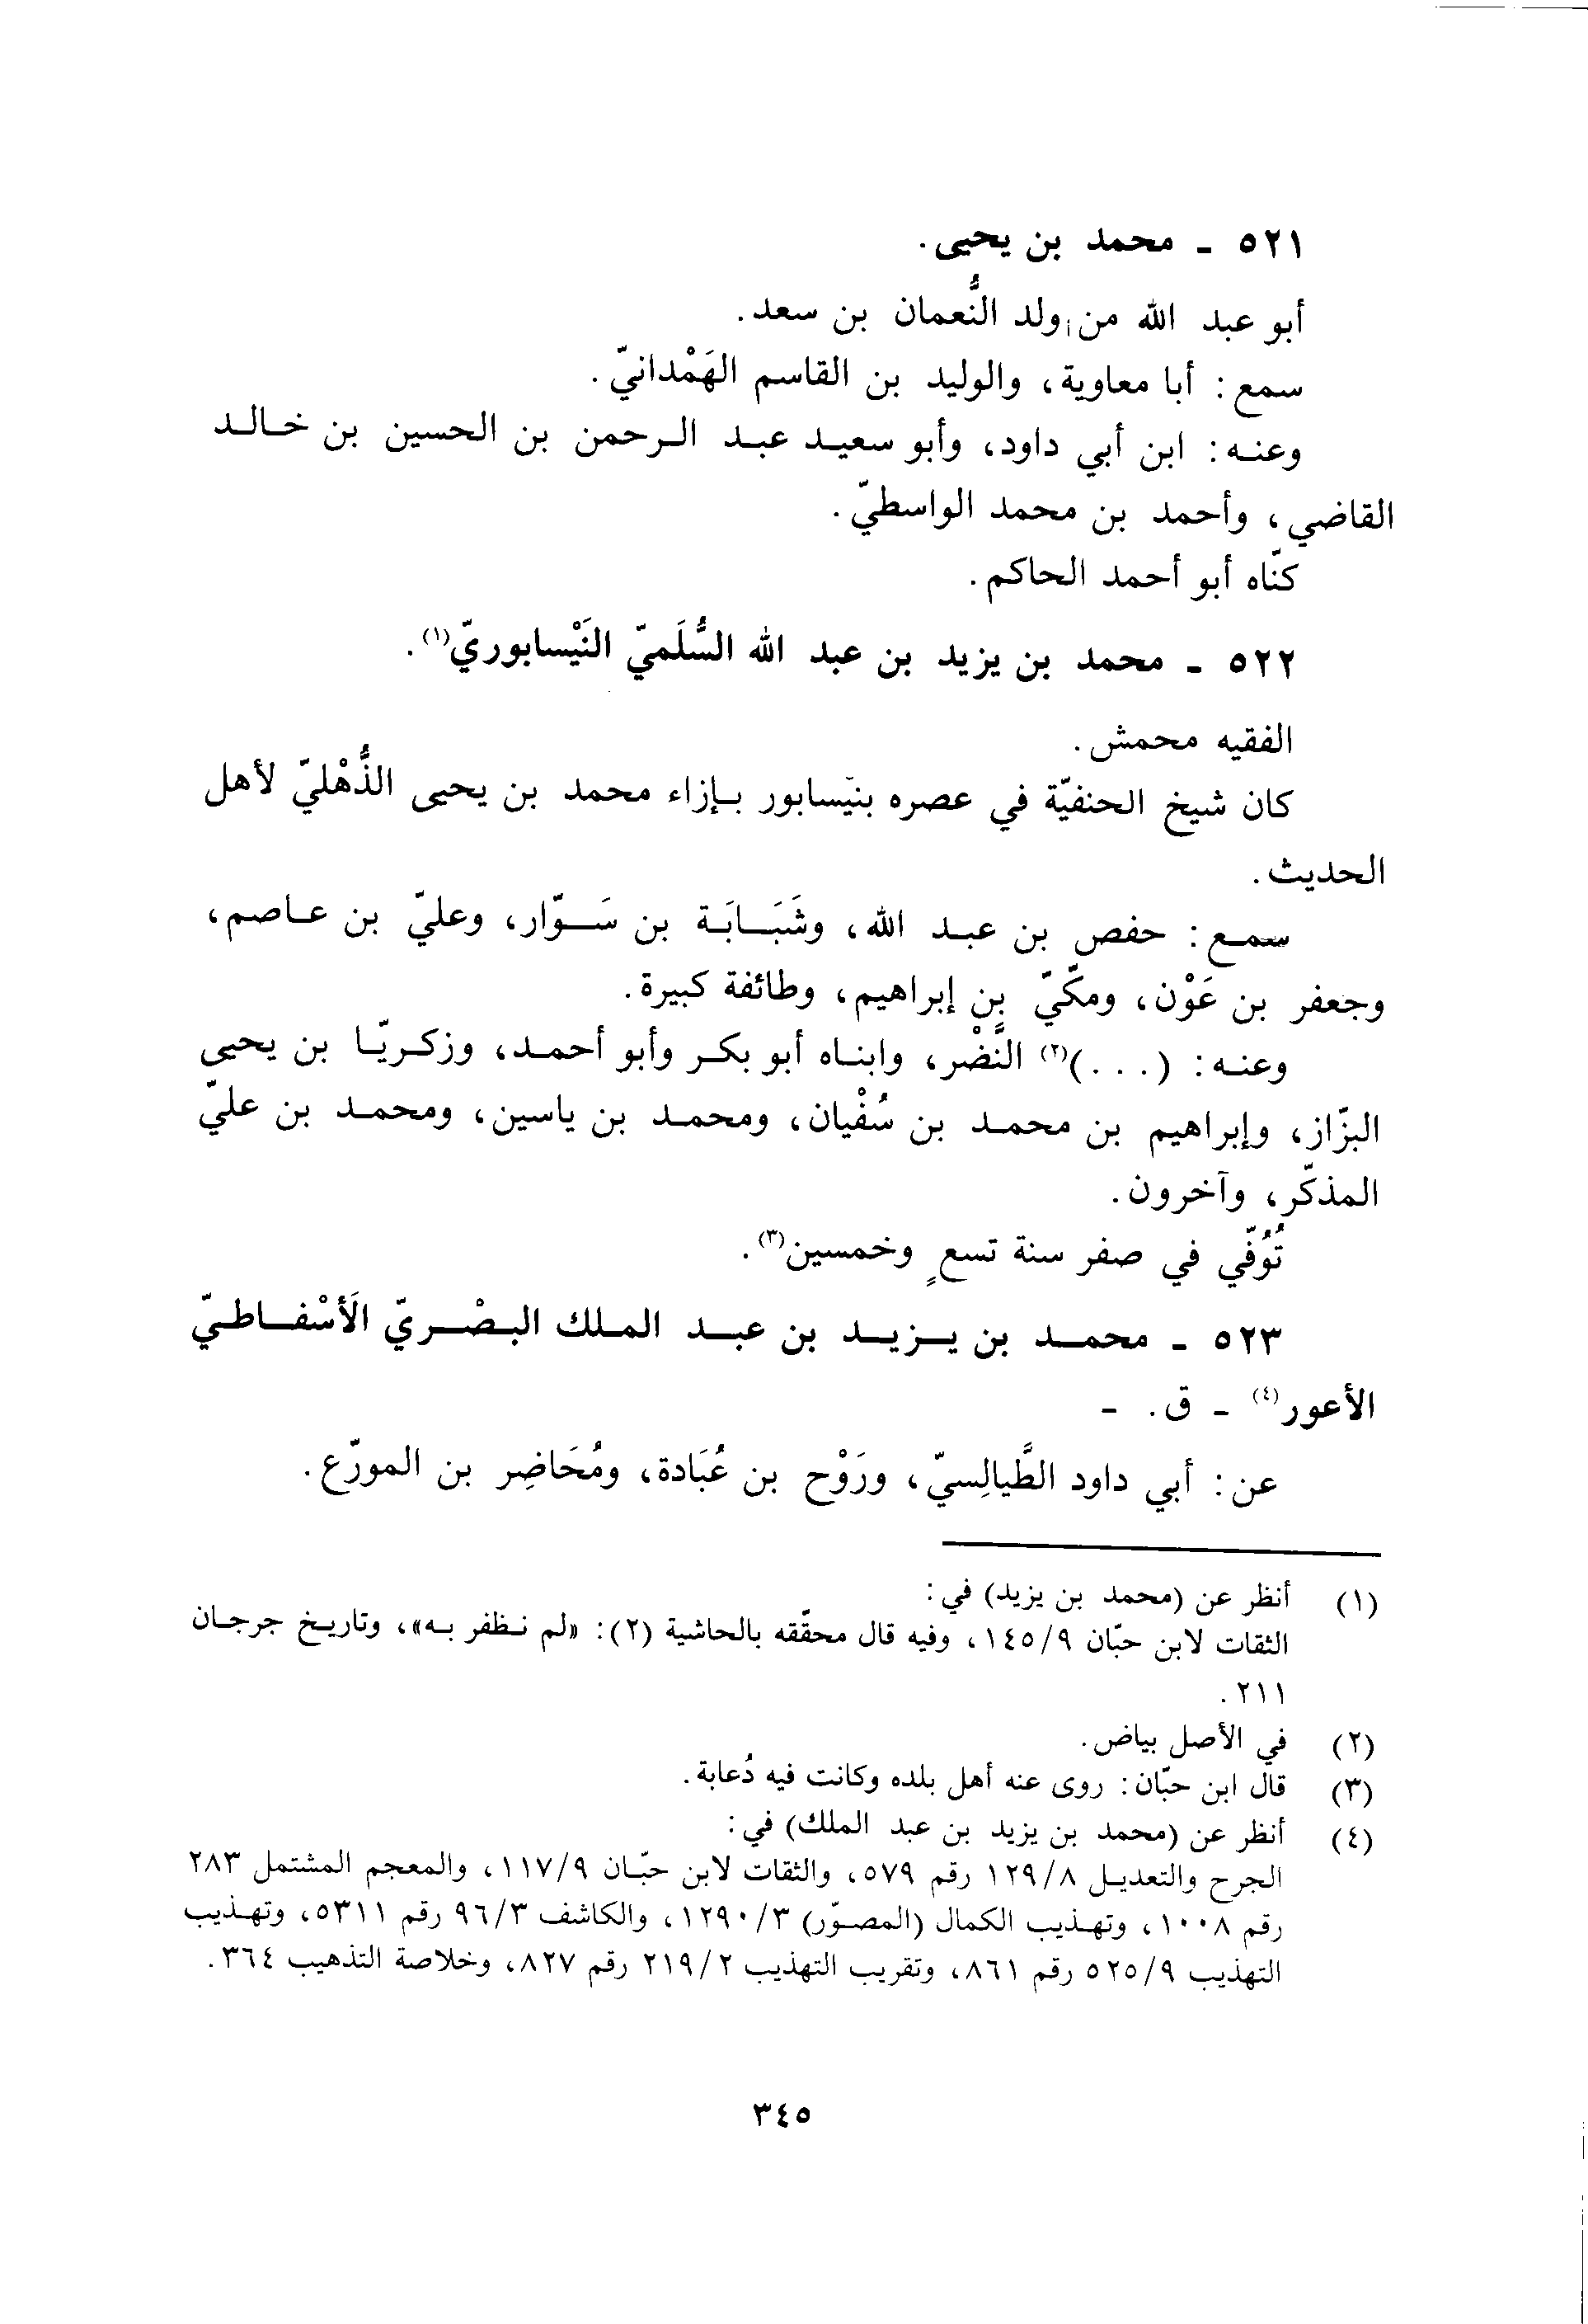 ٥٢١ ـ محمد بن يحيى.
أبو عبد الله من ولد النُّعمان بن سعد.
سمع: أبا معاوية، والوليد بن القاسم الهَمْدانيّ.
وعنه: ابن أبي داود، وأبو سعيد عبد الرحمن بن الحسين بن خالد
القاضي، وأحمد بن محمد الواسطيّ.
كنّاه أبو أحمد الحاكم.
٥٢٢ ـ محمد بن يزيد بن عبد الله السُّلَميّ النَيْسابوريّ(١).
الفقيه محمش.
كان شيخ الحنفيّة في عصره بنَيْسابور بإزاء محمد بن يحيى الذُّهْليّ لأهل
الحديث.
سمع: حفص بن عبد الله، وشَبَابَة بن سَوّار، وعليّ بن عاصم،
وجعفر بن عَوْن، ومكّيّ بن إبراهيم، وطائفة كبيرة.
وعنه: (...)(٢) النَّضْر، وابناه أبو بكر وأبو أحمد، وزكريّا بن يحيى
البزّاز، وإبراهيم بن محمد بن سُفْيان، ومحمد بن ياسين، ومحمد بن عليّ
المذكّر، وآخرون.
تُوُفّي في صفر سنة تسعٍ وخمسين(٣).
٥٢٣ ـ محمد بن يزيد بن عبد الملك البصْريّ الَأسْفاطيّ
الأعور(٤) ـ ق. ـ
عن: أبي داود الطَّيالِسيّ، ورَوْح بن عُبَادة، ومُحَاضِر بن المورّع.
(١) أنظر عن (محمد بن يزيد) في:
الثقات لابن حبّان ٩/١٤٥، وفيه قال محقّقه بالحاشية (٢): «لم نظفر به»، وتاريخ جرجان
٢١١.
(٢) في الأصل بياض.
(٣) قال ابن حبّان: روى عنه أهل بلده وكانت فيه دُعابة.
(٤) أنظر عن (محمد بن يزيد بن عبد الملك) في:
الجرح والتعديل ٨/١٢٩ رقم ٥٧٩، والثقات لابن حبّان ٩/١١٧، والمعجم المشتمل ٢٨٣
رقم ١٠٠٨، وتهذيب الكمال (المصوّر) ٣/١٢٩٠، والكاشف ٣/٩٦ رقم ٥٣١١، وتهذيب
التهذيب ٩/٥٢٥ رقم ٨٦١، وتقريب التهذيب ٢/٢١٩ رقم ٨٢٧، وخلاصة التذهيب ٣٦٤.
٣٤٥